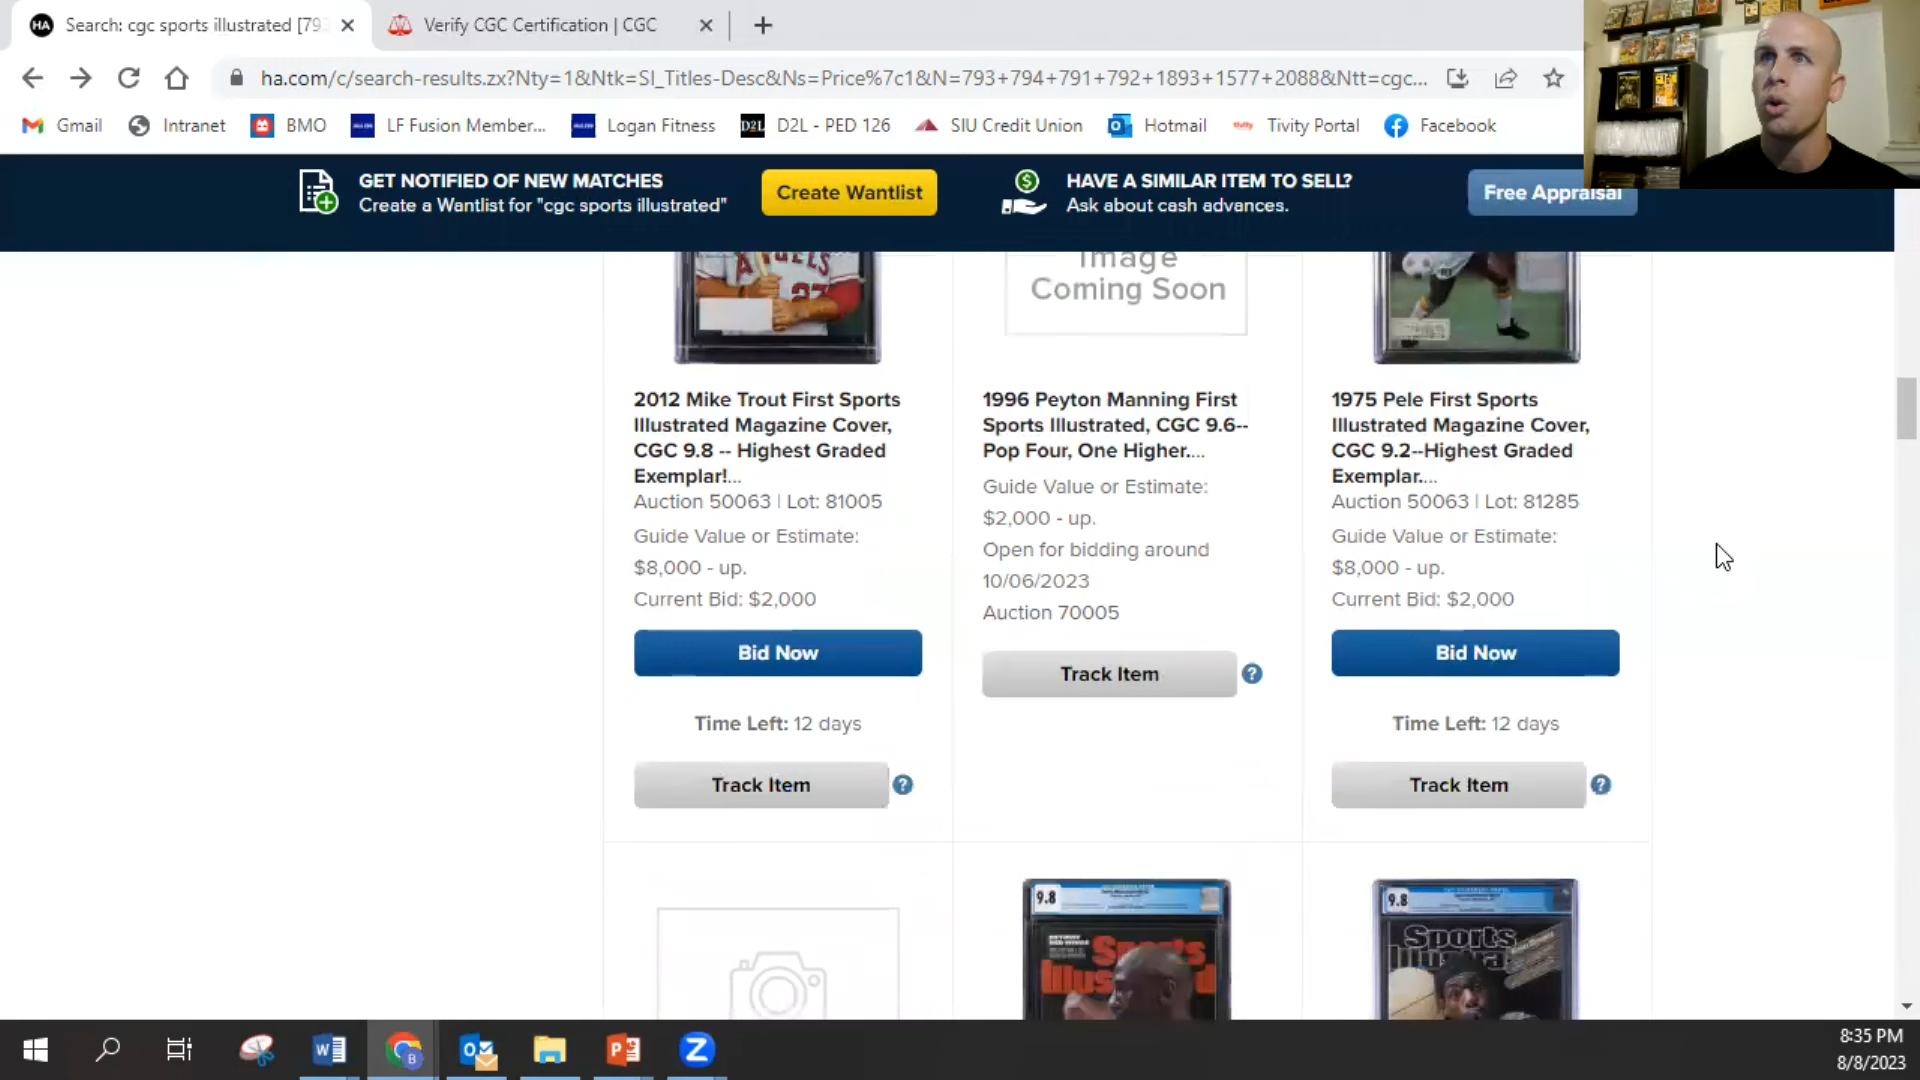 Search: cgc sports illustrated [793
Verify CGC Certification | CGC
ha.com/c/search-results.zx?Nty=1&Ntk=SI_Titles-Desc&Ns=Price%7c1&N=793+794+791+792+1893+1577+2088&Ntt=cgc...
Gmail
Intranet
BMO
LF Fusion Member...
Logan Fitness
D2L D2L - PED 126
SIU Credit Union
Hotmail
Tivity Portal
Facebook
GET NOTIFIED OF NEW MATCHES
Create a Wantlist for "cgc sports illustrated"
Create Wantlist
HAVE A SIMILAR ITEM TO SELL?
Ask about cash advances.
Free Appraisal
ANGELS
27
Image
Coming Soon
2012 Mike Trout First Sports
Illustrated Magazine Cover,
CGC 9.8 -- Highest Graded
Exemplar!...
Auction 50063 | Lot: 81005
Guide Value or Estimate:
$8,000 - up.
Current Bid: $2,000
Bid Now
Time Left: 12 days
Track Item
?
1996 Peyton Manning First
Sports Illustrated, CGC 9.6--
Pop Four, One Higher....
Guide Value or Estimate:
$2,000 - up.
Open for bidding around
10/06/2023
Auction 70005
Track Item
?
1975 Pele First Sports
Illustrated Magazine Cover,
CGC 9.2--Highest Graded
Exemplar....
Auction 50063 | Lot: 81285
Guide Value or Estimate:
$8,000 - up.
Current Bid: $2,000
Bid Now
Time Left: 12 days
Track Item
?
9.8
Sports
Illus
9.8
Sports
Illustra
8:35 PM
8/8/2023